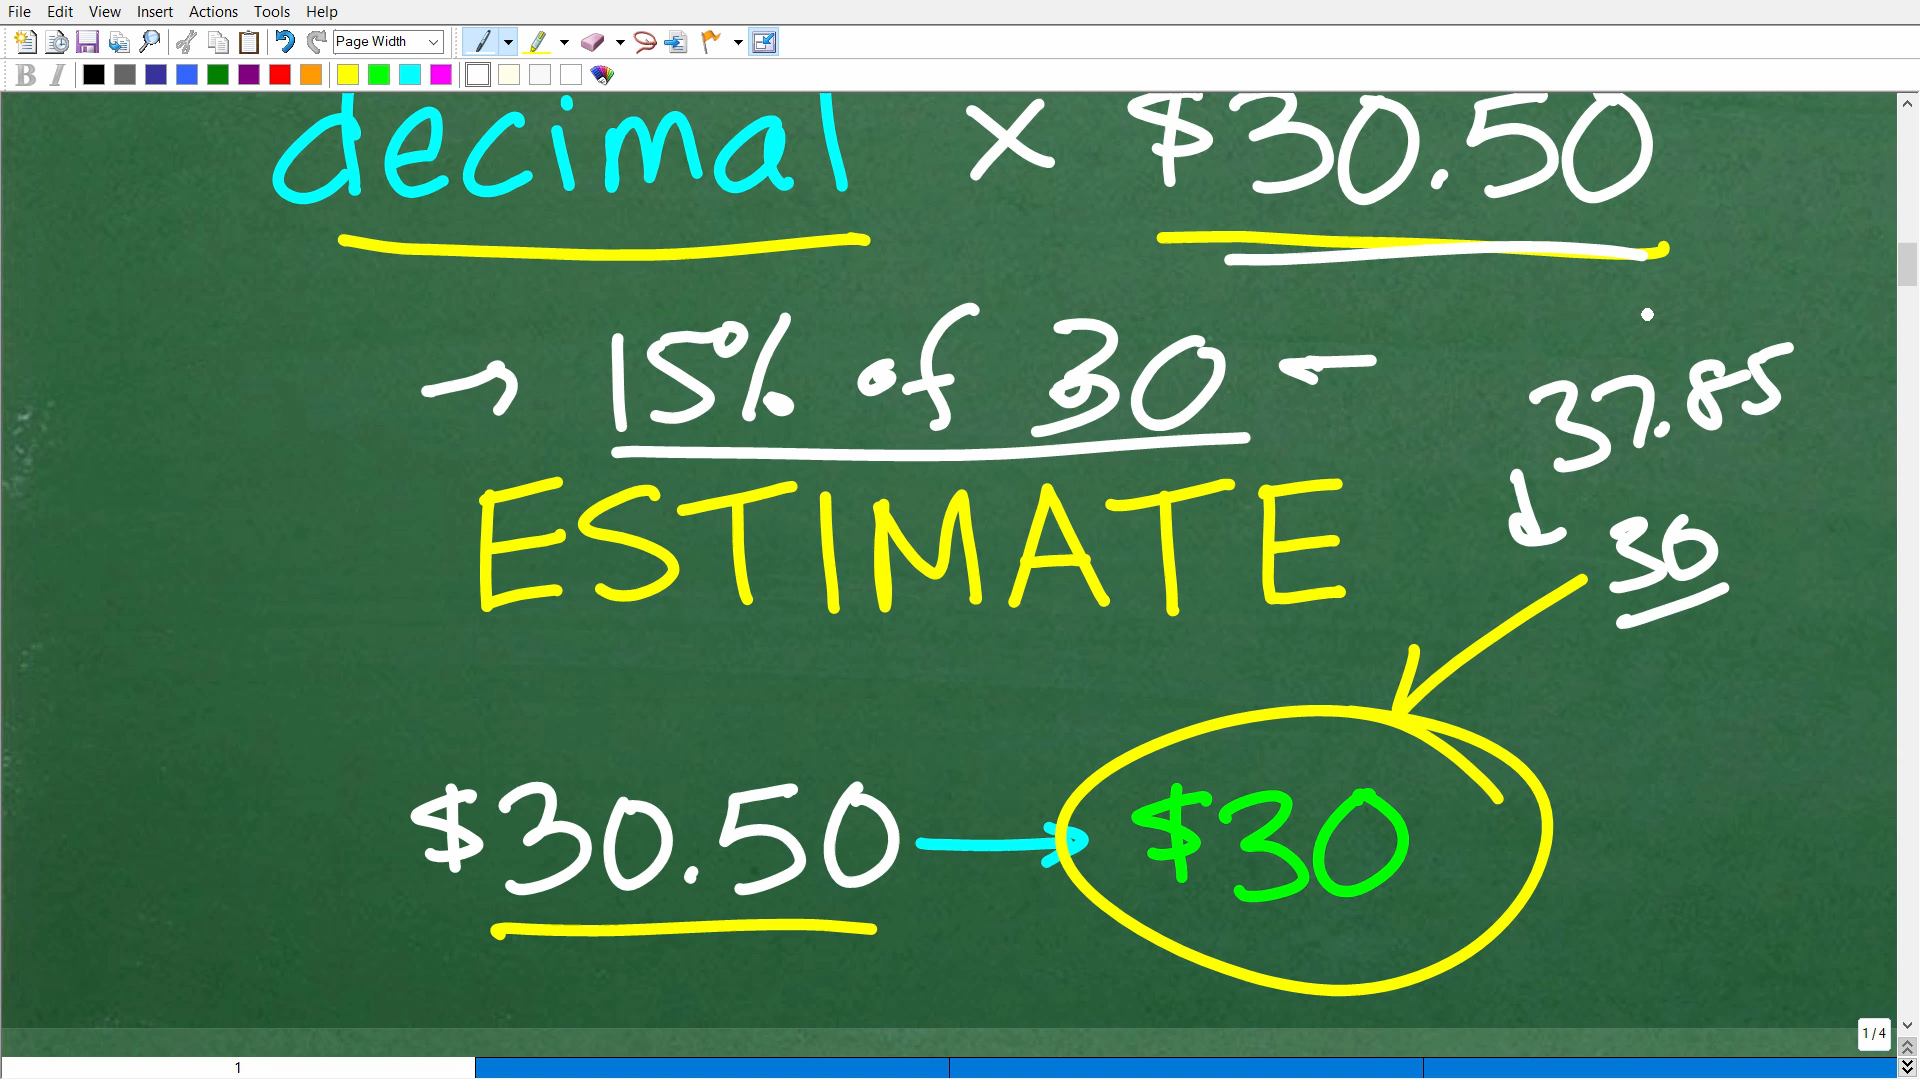 File Edit View Insert Actions Tools Help
Page Width
B I
decimal × $30.50
→ 15% of 30 ←
37.85
↓ 30
ESTIMATE
$30.50 → $30
1 / 4
1